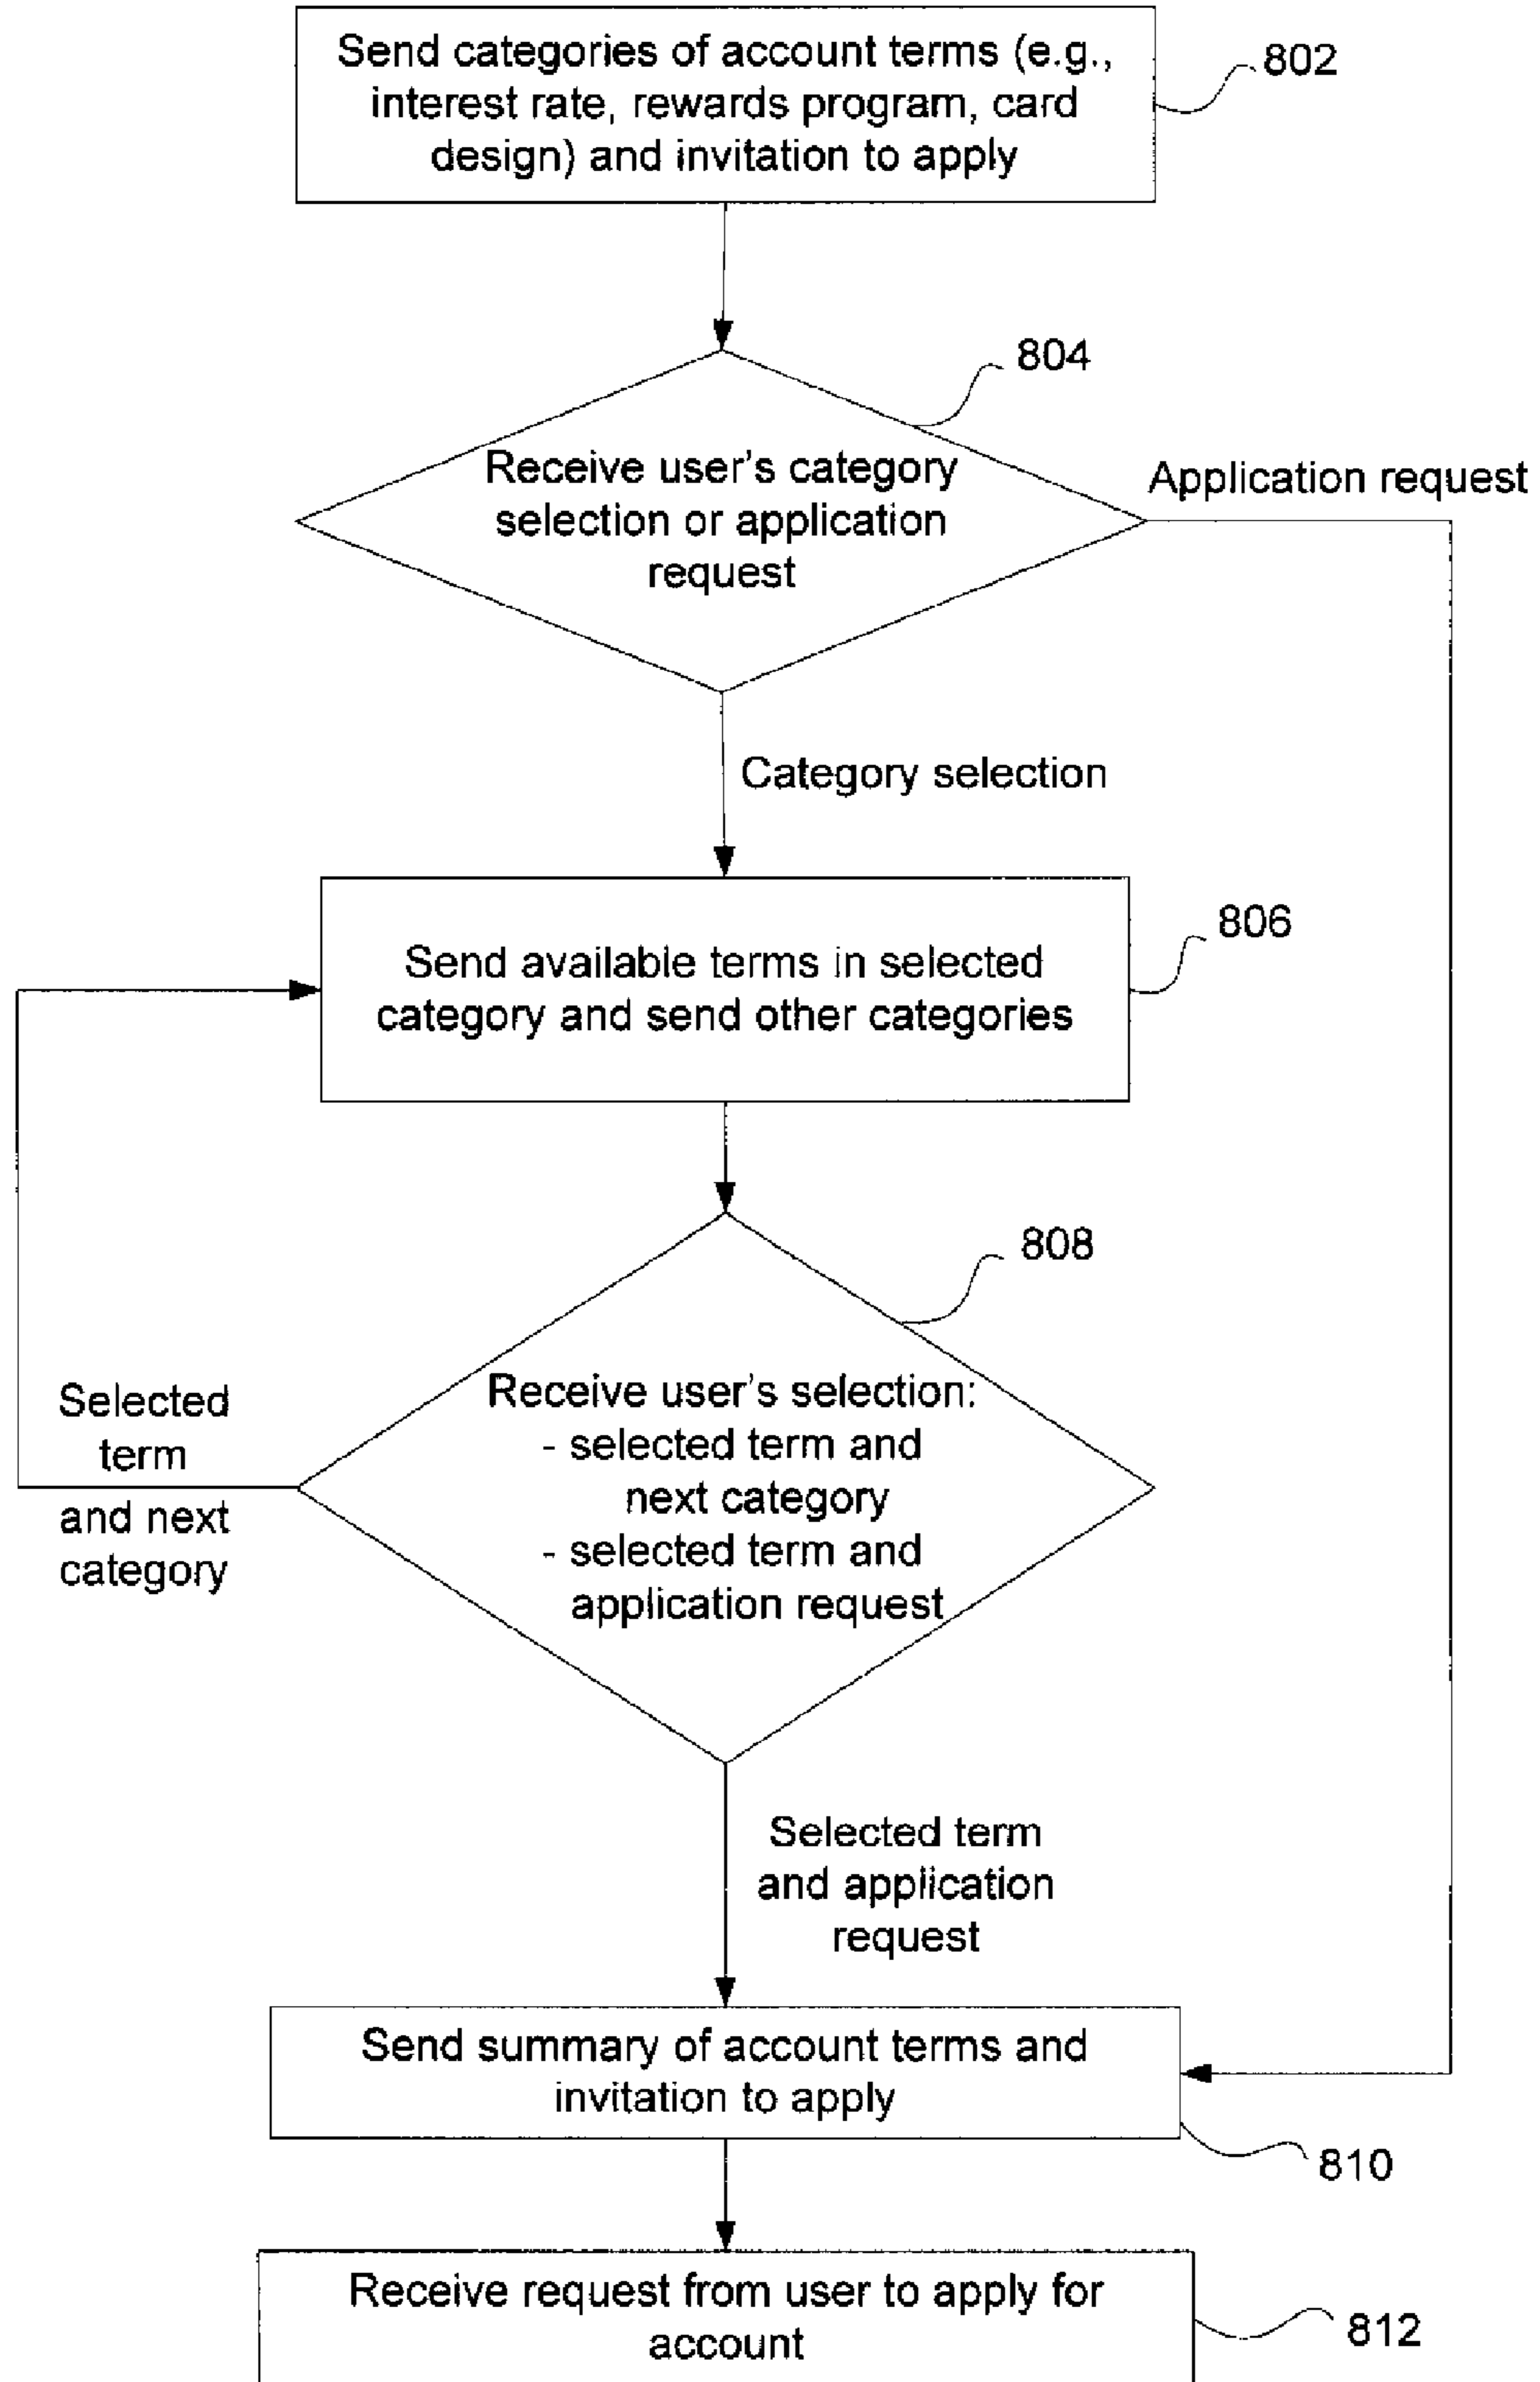 Send categories of account terms (e.g.,
interest rate, rewards program, card
design) and invitation to apply
802
804
Receive user's category
selection or application
request
Application request
Category selection
806
Send available terms in selected
category and send other categories
808
Receive user's selection:
- selected term and
next category
- selected term and
application request
Selected
term
and next
category
Selected term
and application
request
Send summary of account terms and
invitation to apply
810
Receive request from user to apply for
account
812